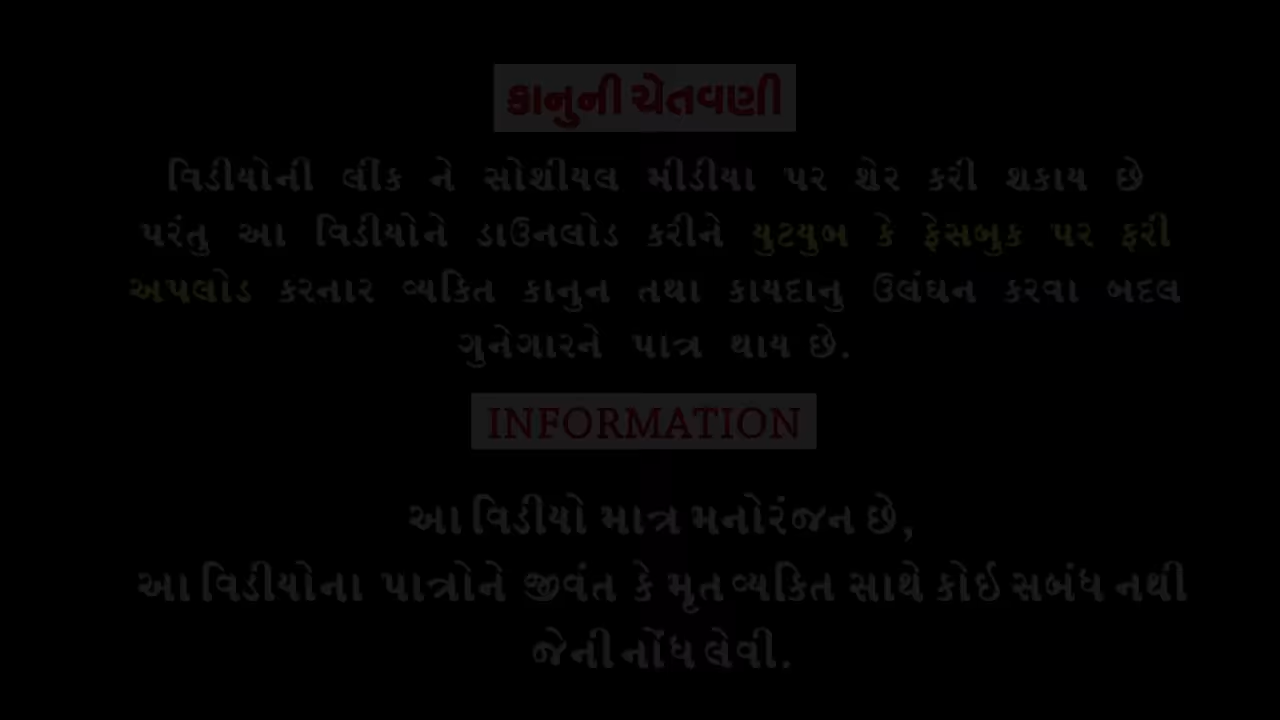 કાનુની ચેતવણી
વિડીયોની લીંક ને સોશીયલ મીડીયા પર શેર કરી શકાય છે
પરંતુ આ વિડીયોને ડાઉનલોડ કરીને યુટયુબ કે ફેસબુક પર ફરી
અપલોડ કરનાર વ્યકિત કાનુન તથા કાયદાનુ ઉલંઘન કરવા બદલ
ગુનેગારને પાત્ર થાય છે.
INFORMATION
આ વિડીયો માત્ર મનોરંજન છે,
આ વિડીયોના પાત્રોને જીવંત કે મૃત વ્યકિત સાથે કોઇ સબંધ નથી
જેની નોંધ લેવી.